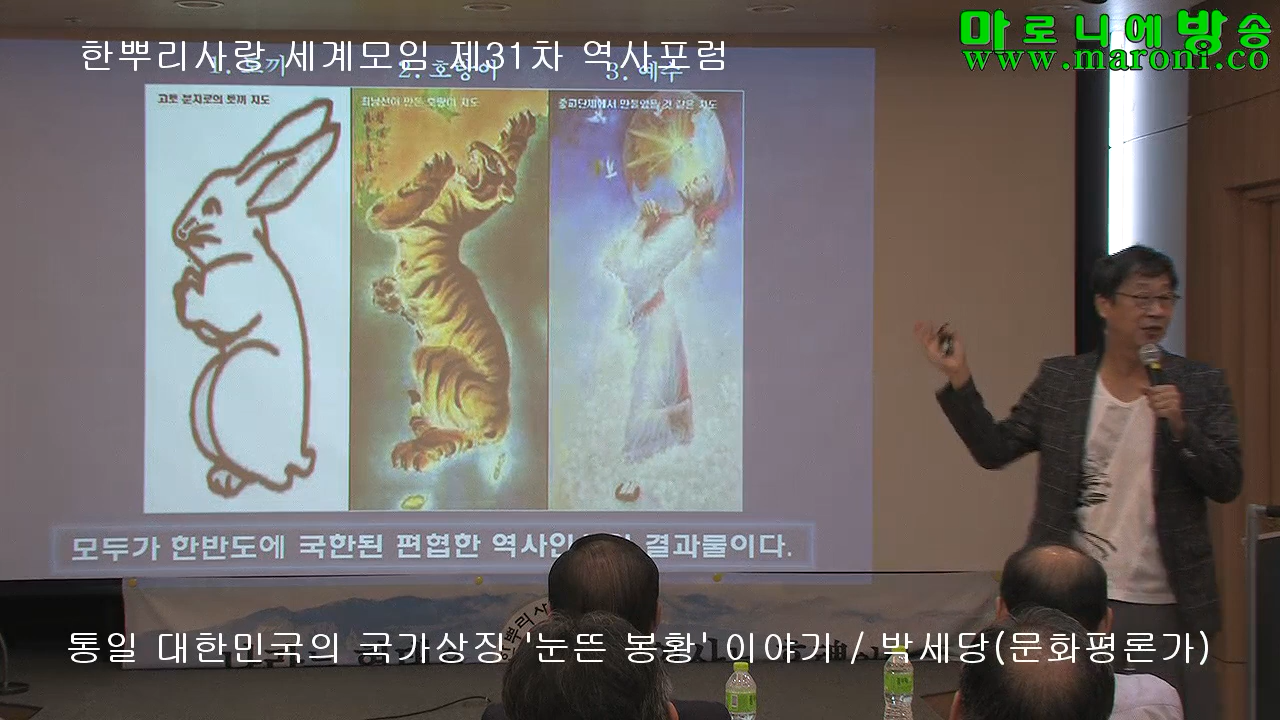 한뿌리사랑 세계모임 제31차 역사포럼
마로니에방송
www.maroni.co
2. 호랑이
3. 예수
고토 분지로의 토끼 지도
최남선이 만든 호랑이 지도
종교단체에서 만들었을 것 같은 지도
모두가 한반도에 국한된 편협한 결과물이다.
통일 대한민국의 국가상징 '눈뜬 봉황' 이야기 / 박세당(문화평론가)